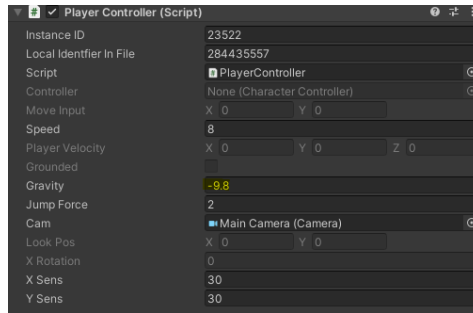 Player Controller (Script)
Instance ID 23522
Local Identfier In File 284435557
Script PlayerController
Controller None (Character Controller)
Move Input X 0 Y 0
Speed 8
Player Velocity X 0 Y 0 Z 0
Grounded
Gravity -9.8
Jump Force 2
Cam Main Camera (Camera)
Look Pos X 0 Y 0
X Rotation 0
X Sens 30
Y Sens 30